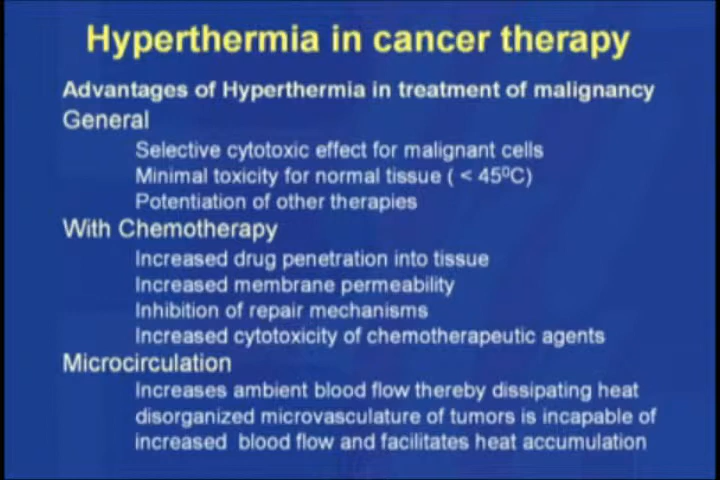 Hyperthermia in cancer therapy
Advantages of Hyperthermia in treatment of malignancy
General
Selective cytotoxic effect for malignant cells
Minimal toxicity for normal tissue ( < 45⁰C)
Potentiation of other therapies
With Chemotherapy
Increased drug penetration into tissue
Increased membrane permeability
Inhibition of repair mechanisms
Increased cytotoxicity of chemotherapeutic agents
Microcirculation
Increases ambient blood flow thereby dissipating heat
disorganized microvasculature of tumors is incapable of
increased blood flow and facilitates heat accumulation